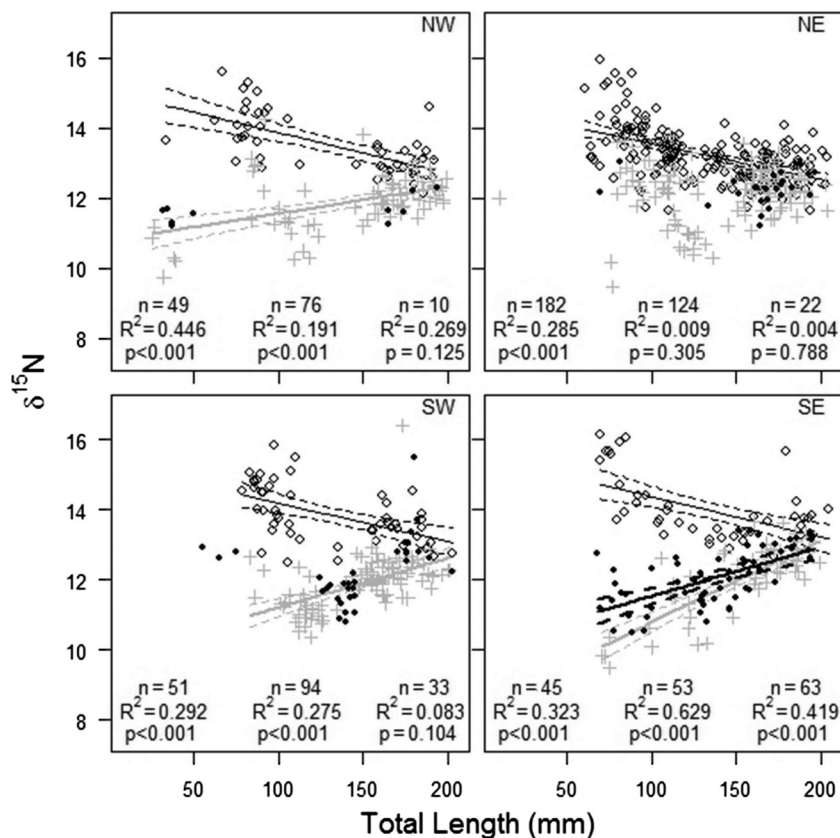 NW
NE
16
14
12
10
8
n = 49 n = 76 n = 10
R² = 0.446 R² = 0.191 R² = 0.269
p<0.001 p<0.001 p = 0.125
n = 182 n = 124 n = 22
R² = 0.285 R² = 0.009 R² = 0.004
p<0.001 p = 0.305 p = 0.788
δ¹⁵N
SW
SE
16
14
12
10
8
n = 51 n = 94 n = 33
R² = 0.292 R² = 0.275 R² = 0.083
p<0.001 p<0.001 p = 0.104
n = 45 n = 53 n = 63
R² = 0.323 R² = 0.629 R² = 0.419
p<0.001 p<0.001 p<0.001
50 100 150 200 50 100 150 200
Total Length (mm)